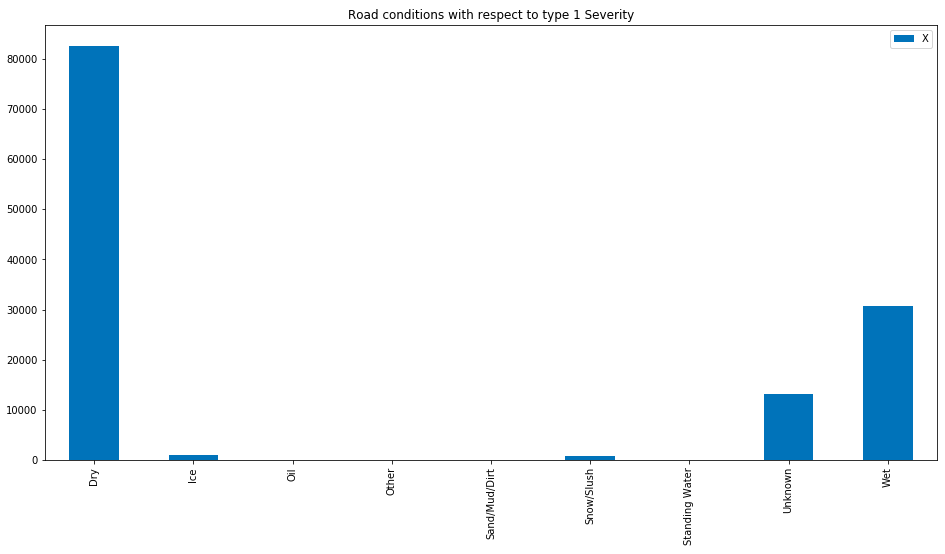 Road conditions with respect to type 1 Severity
X
80000
70000
60000
50000
40000
30000
20000
10000
0
Dry
Ice
Oil
Other
Sand/Mud/Dirt
Snow/Slush
Standing Water
Unknown
Wet